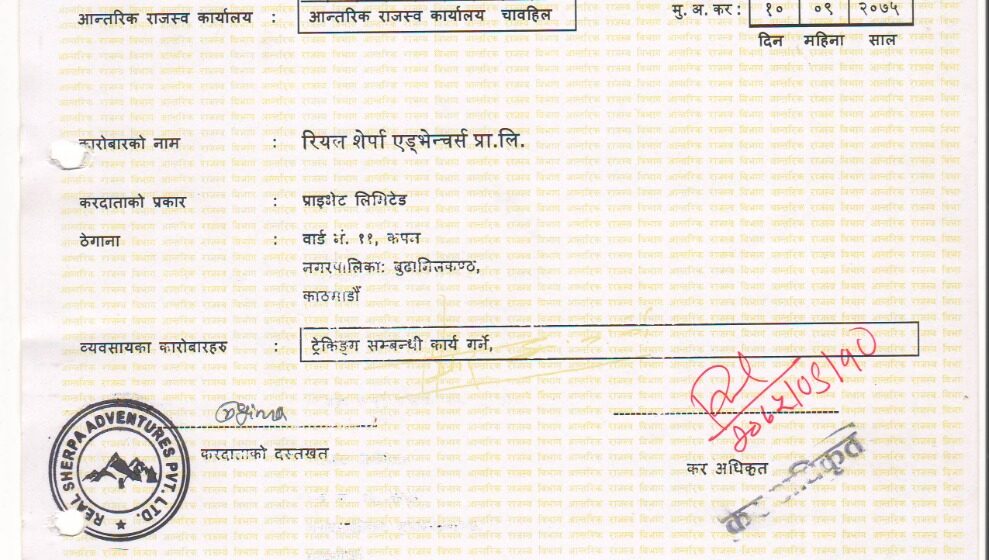 आन्तरिक राजस्व कार्यालय : आन्तरिक राजस्व कार्यालय चावहिल मु. अ. कर : १० ०९ २०७५
दिन महिना साल
कारोबारको नाम : रियल शेर्पा एड्भेन्चर्स प्रा.लि.
करदाताको प्रकार : प्राइभेट लिमिटेड
ठेगाना : वार्ड नं. ११, कपन
नगरपालिका: बुढानिलकण्ठ,
काठमाडौं
व्यवसायका कारोबारहरु : ट्रेकिङ्ग सम्बन्धी कार्य गर्ने,
२०७५/०९/१०
करदाताको दस्तखत
कर अधिकृत
कर अधिकृत
REAL SHERPA ADVENTURES PVT. LTD.